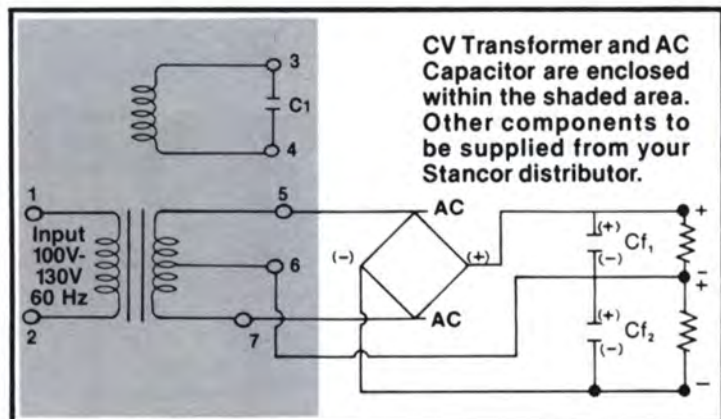 CV Transformer and AC
Capacitor are enclosed
within the shaded area.
Other components to
be supplied from your
Stancor distributor.
3
C1
4
1
Input
100V-
130V
60 Hz
2
5
6
7
AC
(-)
(+)
AC
(+)
(-)
Cf1
(+)
(-)
Cf2
+
-
+
-